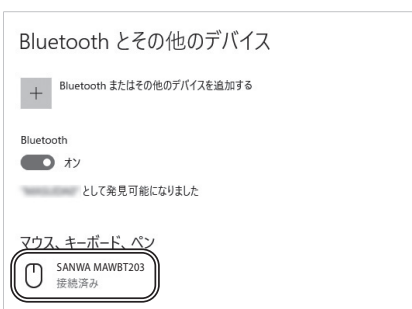 Bluetooth とその他のデバイス
Bluetooth またはその他のデバイスを追加する
Bluetooth
オン
として発見可能になりました
マウス、キーボード、ペン
SANWA MAWBT203
接続済み